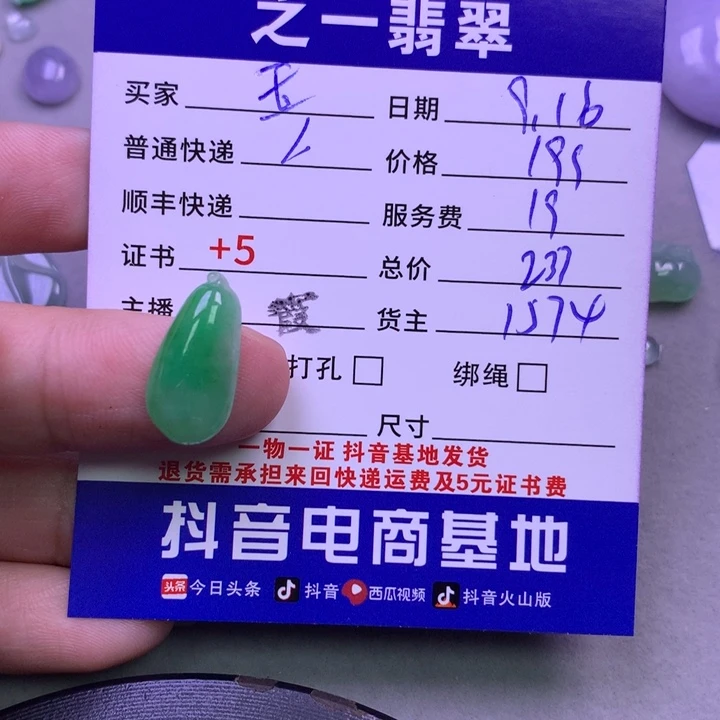 之一翡翠
买家 玉 日期 9.16
普通快递 价格 199
顺丰快递 服务费 19
证书 +5 总价 237
主播 霞 货主 1574
打孔 绑绳
尺寸
一物一证 抖音基地发货
退货需承担来回快递运费及5元证书费
抖音电商基地
头条 今日头条 抖音 西瓜视频 抖音火山版